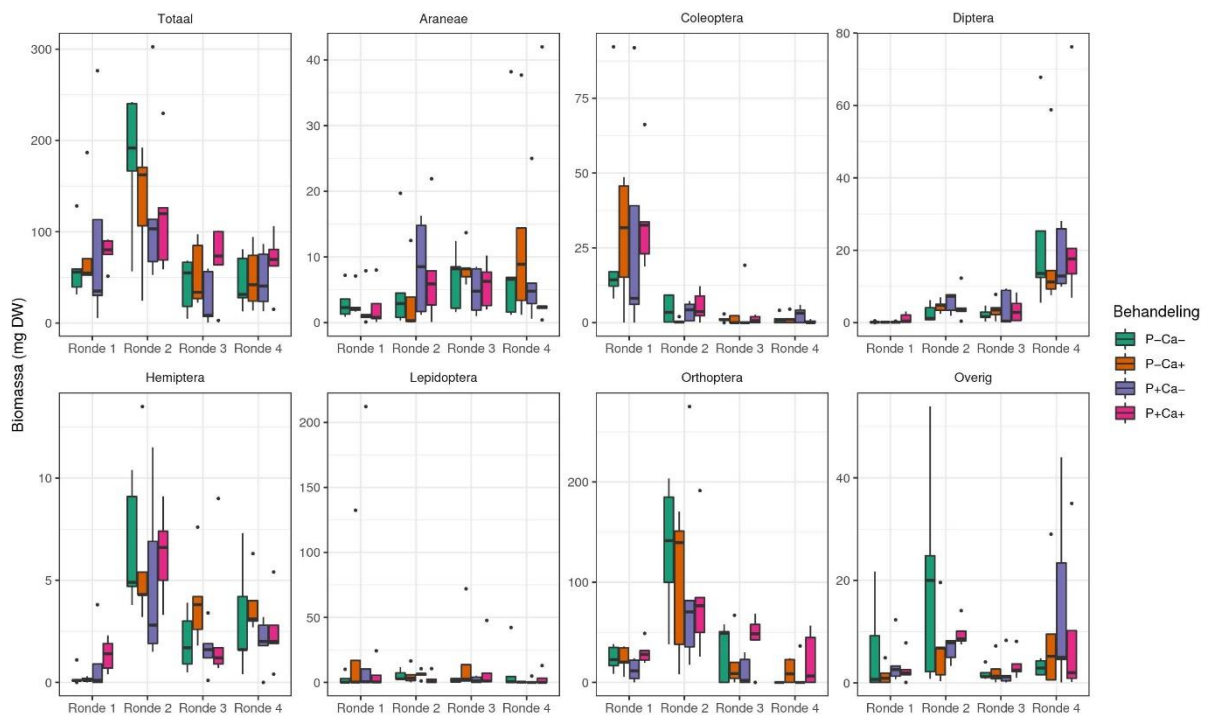 Totaal
Araneae
Coleoptera
Diptera
300
200
100
0
40
30
20
10
0
75
50
25
0
80
60
40
20
0
Ronde 1 Ronde 2 Ronde 3 Ronde 4
Ronde 1 Ronde 2 Ronde 3 Ronde 4
Ronde 1 Ronde 2 Ronde 3 Ronde 4
Ronde 1 Ronde 2 Ronde 3 Ronde 4
Biomassa (mg DW)
Hemiptera
Lepidoptera
Orthoptera
Overig
10
5
0
200
150
100
50
0
200
100
0
40
20
0
Ronde 1 Ronde 2 Ronde 3 Ronde 4
Ronde 1 Ronde 2 Ronde 3 Ronde 4
Ronde 1 Ronde 2 Ronde 3 Ronde 4
Ronde 1 Ronde 2 Ronde 3 Ronde 4
Behandeling
P−Ca−
P−Ca+
P+Ca−
P+Ca+